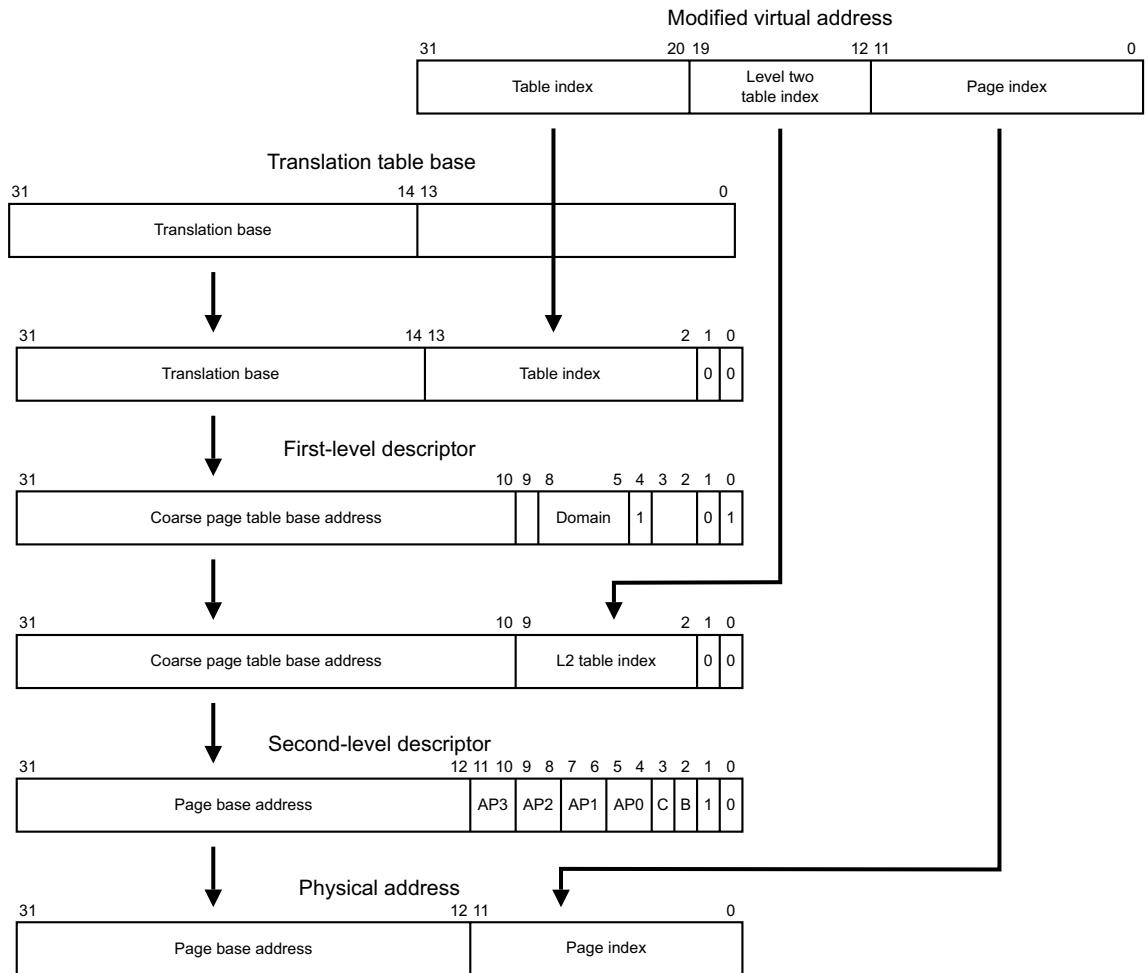 Modified virtual address
31 20 19 12 11 0
Table index
Level two
table index
Page index
Translation table base
31 14 13 0
Translation base
31 14 13 2 1 0
Translation base Table index 0 0
First-level descriptor
31 10 9 8 5 4 3 2 1 0
Coarse page table base address Domain 1 0 1
31 10 9 2 1 0
Coarse page table base address L2 table index 0 0
Second-level descriptor
31 12 11 10 9 8 7 6 5 4 3 2 1 0
Page base address AP3 AP2 AP1 AP0 C B 1 0
Physical address
31 12 11 0
Page base address Page index